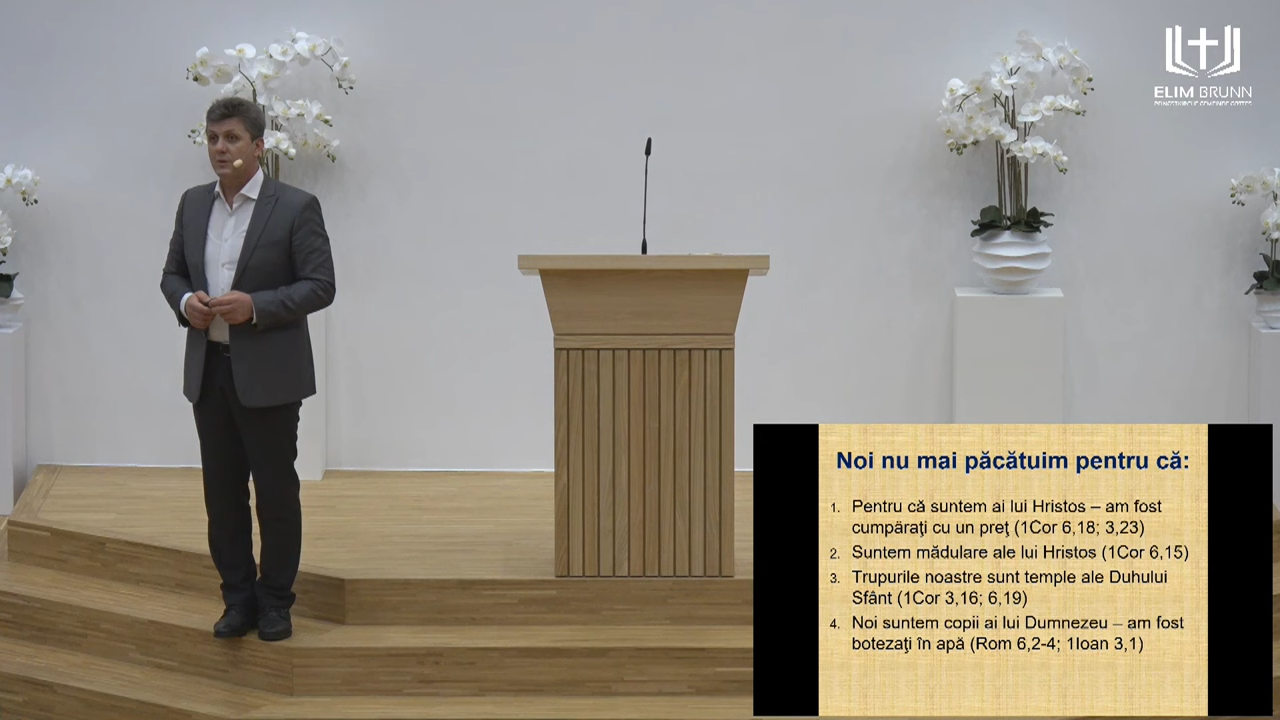 ELIM BRUNN
PFINGSTKIRCHE GEMEINDE GOTTES
Noi nu mai păcătuim pentru că:
1. Pentru că suntem ai lui Hristos – am fost
cumpăraţi cu un preţ (1Cor 6,18; 3,23)
2. Suntem mădulare ale lui Hristos (1Cor 6,15)
3. Trupurile noastre sunt temple ale Duhului
Sfânt (1Cor 3,16; 6,19)
4. Noi suntem copii ai lui Dumnezeu – am fost
botezaţi în apă (Rom 6,2-4; 1Ioan 3,1)